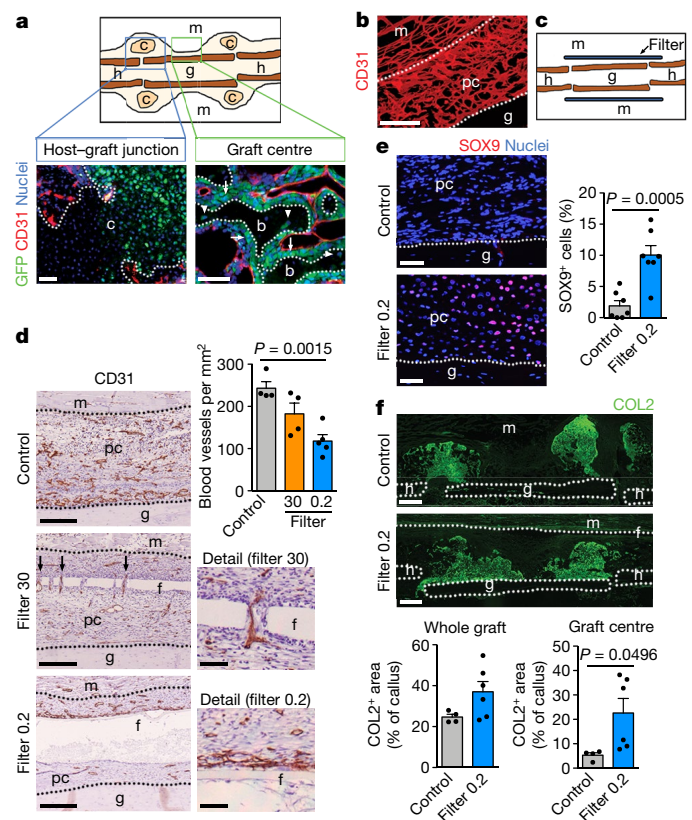 a
m
c
c
h
g
h
c
c
m
Host–graft junction
Graft centre
GFP CD31 Nuclei
c
b
b
b
CD31
m
pc
g
c
m
Filter
h
g
h
m
d
CD31
Control
m
pc
g
Filter 30
m
f
pc
g
Filter 0.2
m
f
pc
g
P = 0.0015
Blood vessels per mm2
300
200
100
0
Control
30
0.2
Filter
Detail (filter 30)
f
Detail (filter 0.2)
f
e
SOX9 Nuclei
Control
pc
g
Filter 0.2
pc
g
P = 0.0005
SOX9+ cells (%)
20
15
10
5
0
Control
Filter 0.2
f
COL2
Control
m
h
g
h
Filter 0.2
m
f
h
g
h
Whole graft
COL2+ area
(% of callus)
60
40
20
0
Control
Filter 0.2
Graft centre
P = 0.0496
COL2+ area
(% of callus)
50
40
30
20
10
0
Control
Filter 0.2